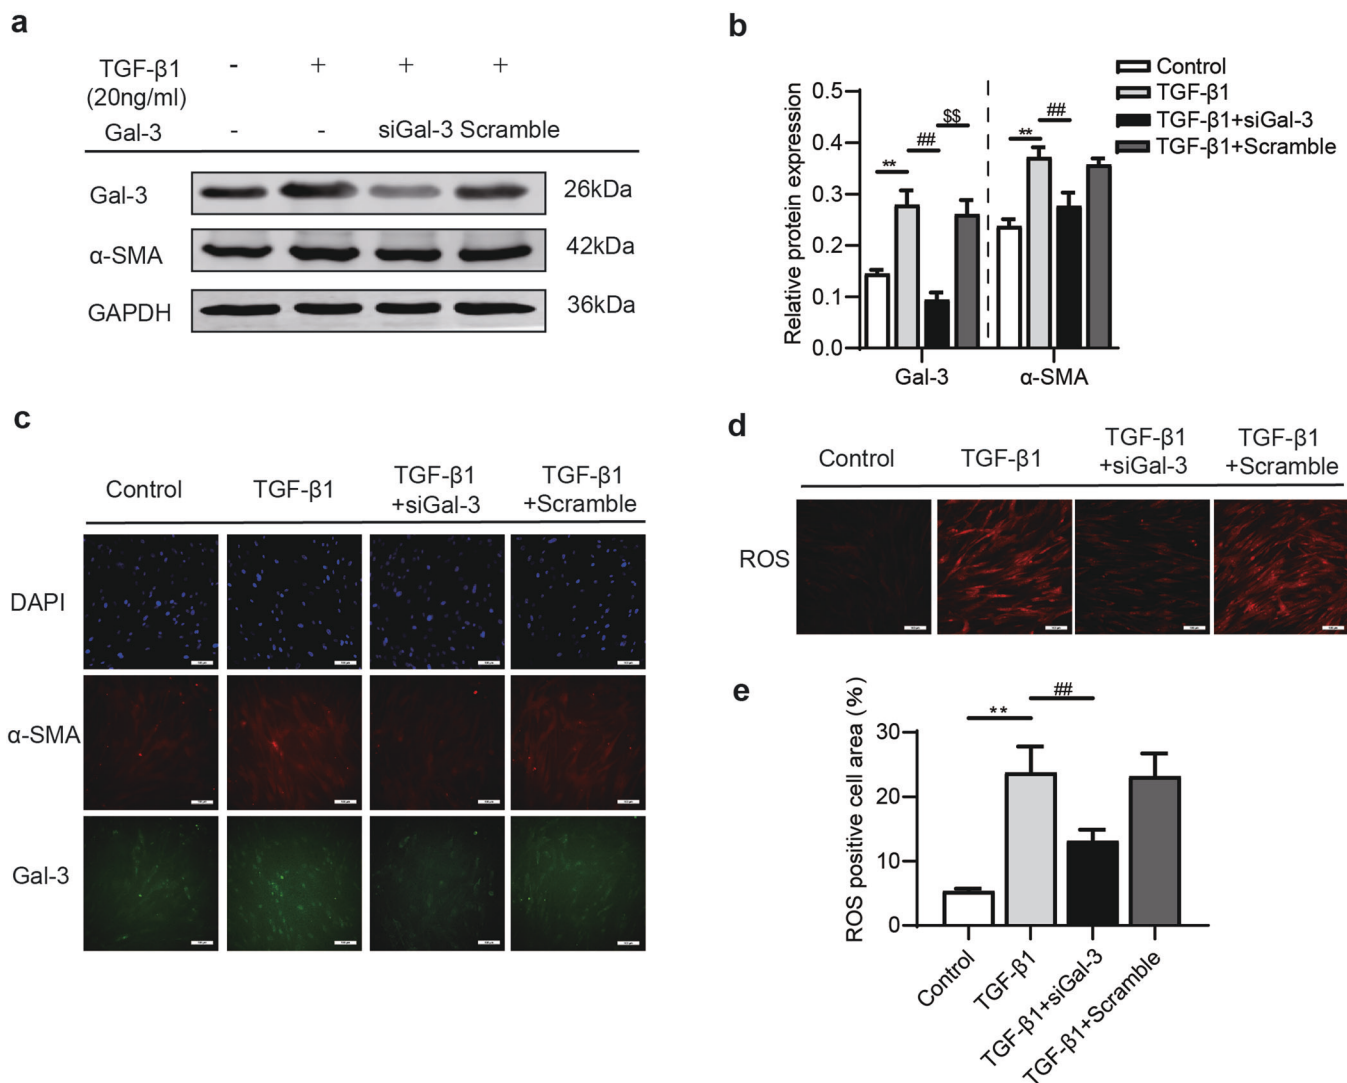 a
TGF-β1 - + + +
(20ng/ml)
Gal-3 - - siGal-3 Scramble
Gal-3 26kDa
α-SMA 42kDa
GAPDH 36kDa
b
Control
TGF-β1
TGF-β1+siGal-3
TGF-β1+Scramble
Relative protein expression
0.5
0.4
0.3
0.2
0.1
0.0
** ## $$ ** ##
Gal-3 α-SMA
c
Control TGF-β1 TGF-β1 +siGal-3 TGF-β1 +Scramble
DAPI
α-SMA
Gal-3
d
Control TGF-β1 TGF-β1 +siGal-3 TGF-β1 +Scramble
ROS
e
ROS positive cell area (%)
30
20
10
0
** ##
Control
TGF-β1
TGF-β1+siGal-3
TGF-β1+Scramble